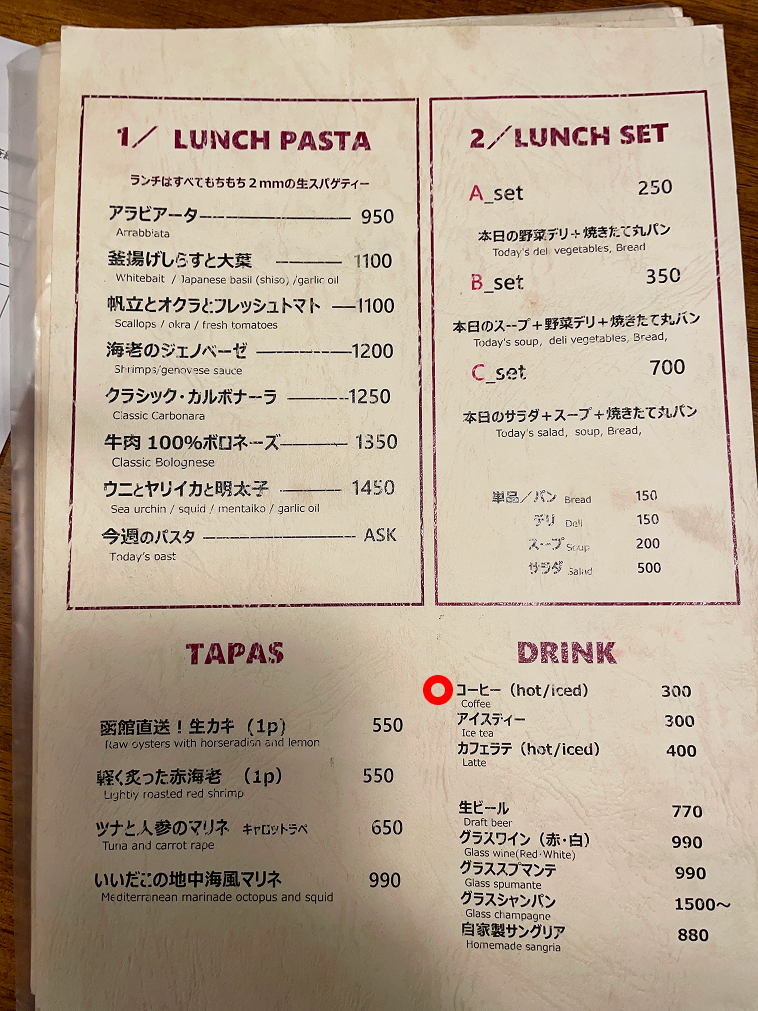 1/ LUNCH PASTA
ランチはすべてもちもち2mmの生スパゲティー
アラビアータ 950
Arrabbiata
釜揚げしらすと大葉 1100
Whitebait / Japanese basil (shiso) /garlic oil
帆立とオクラとフレッシュトマト 1100
Scallops / okra / fresh tomatoes
海老のジェノベーゼ 1200
Shrimps/genovese sauce
クラシック・カルボナーラ 1250
Classic Carbonara
牛肉 100%ボロネーズ 1350
Classic Bolognese
ウニとヤリイカと明太子 1450
Sea urchin / squid / mentaiko / garlic oil
今週のパスタ ASK
Today's past
2/LUNCH SET
A_set 250
本日の野菜デリ+焼きたて丸パン
Today's deli vegetables, Bread
B_set 350
本日のスープ+野菜デリ+焼きたて丸パン
Today's soup, deli vegetables, Bread,
C_set 700
本日のサラダ+スープ+焼きたて丸パン
Today's salad, soup, Bread,
単品/パン Bread 150
デリ Deli 150
スープ Soup 200
サラダ Salad 500
TAPAS
函館直送!生カキ (1p) 550
Raw oysters with horseradish and lemon
軽く炙った赤海老 (1p) 550
Lightly roasted red shrimp
ツナと人参のマリネ キャロットラペ 650
Tuna and carrot rape
いいだこの地中海風マリネ 990
Mediterranean marinade octopus and squid
DRINK
コーヒー (hot/iced) 300
Coffee
アイスティー 300
Ice tea
カフェラテ (hot/iced) 400
Latte
生ビール 770
Draft beer
グラスワイン (赤・白) 990
Glass wine(Red・White)
グラススプマンテ 990
Glass spumante
グラスシャンパン 1500〜
Glass champagne
自家製サングリア 880
Homemade sangria